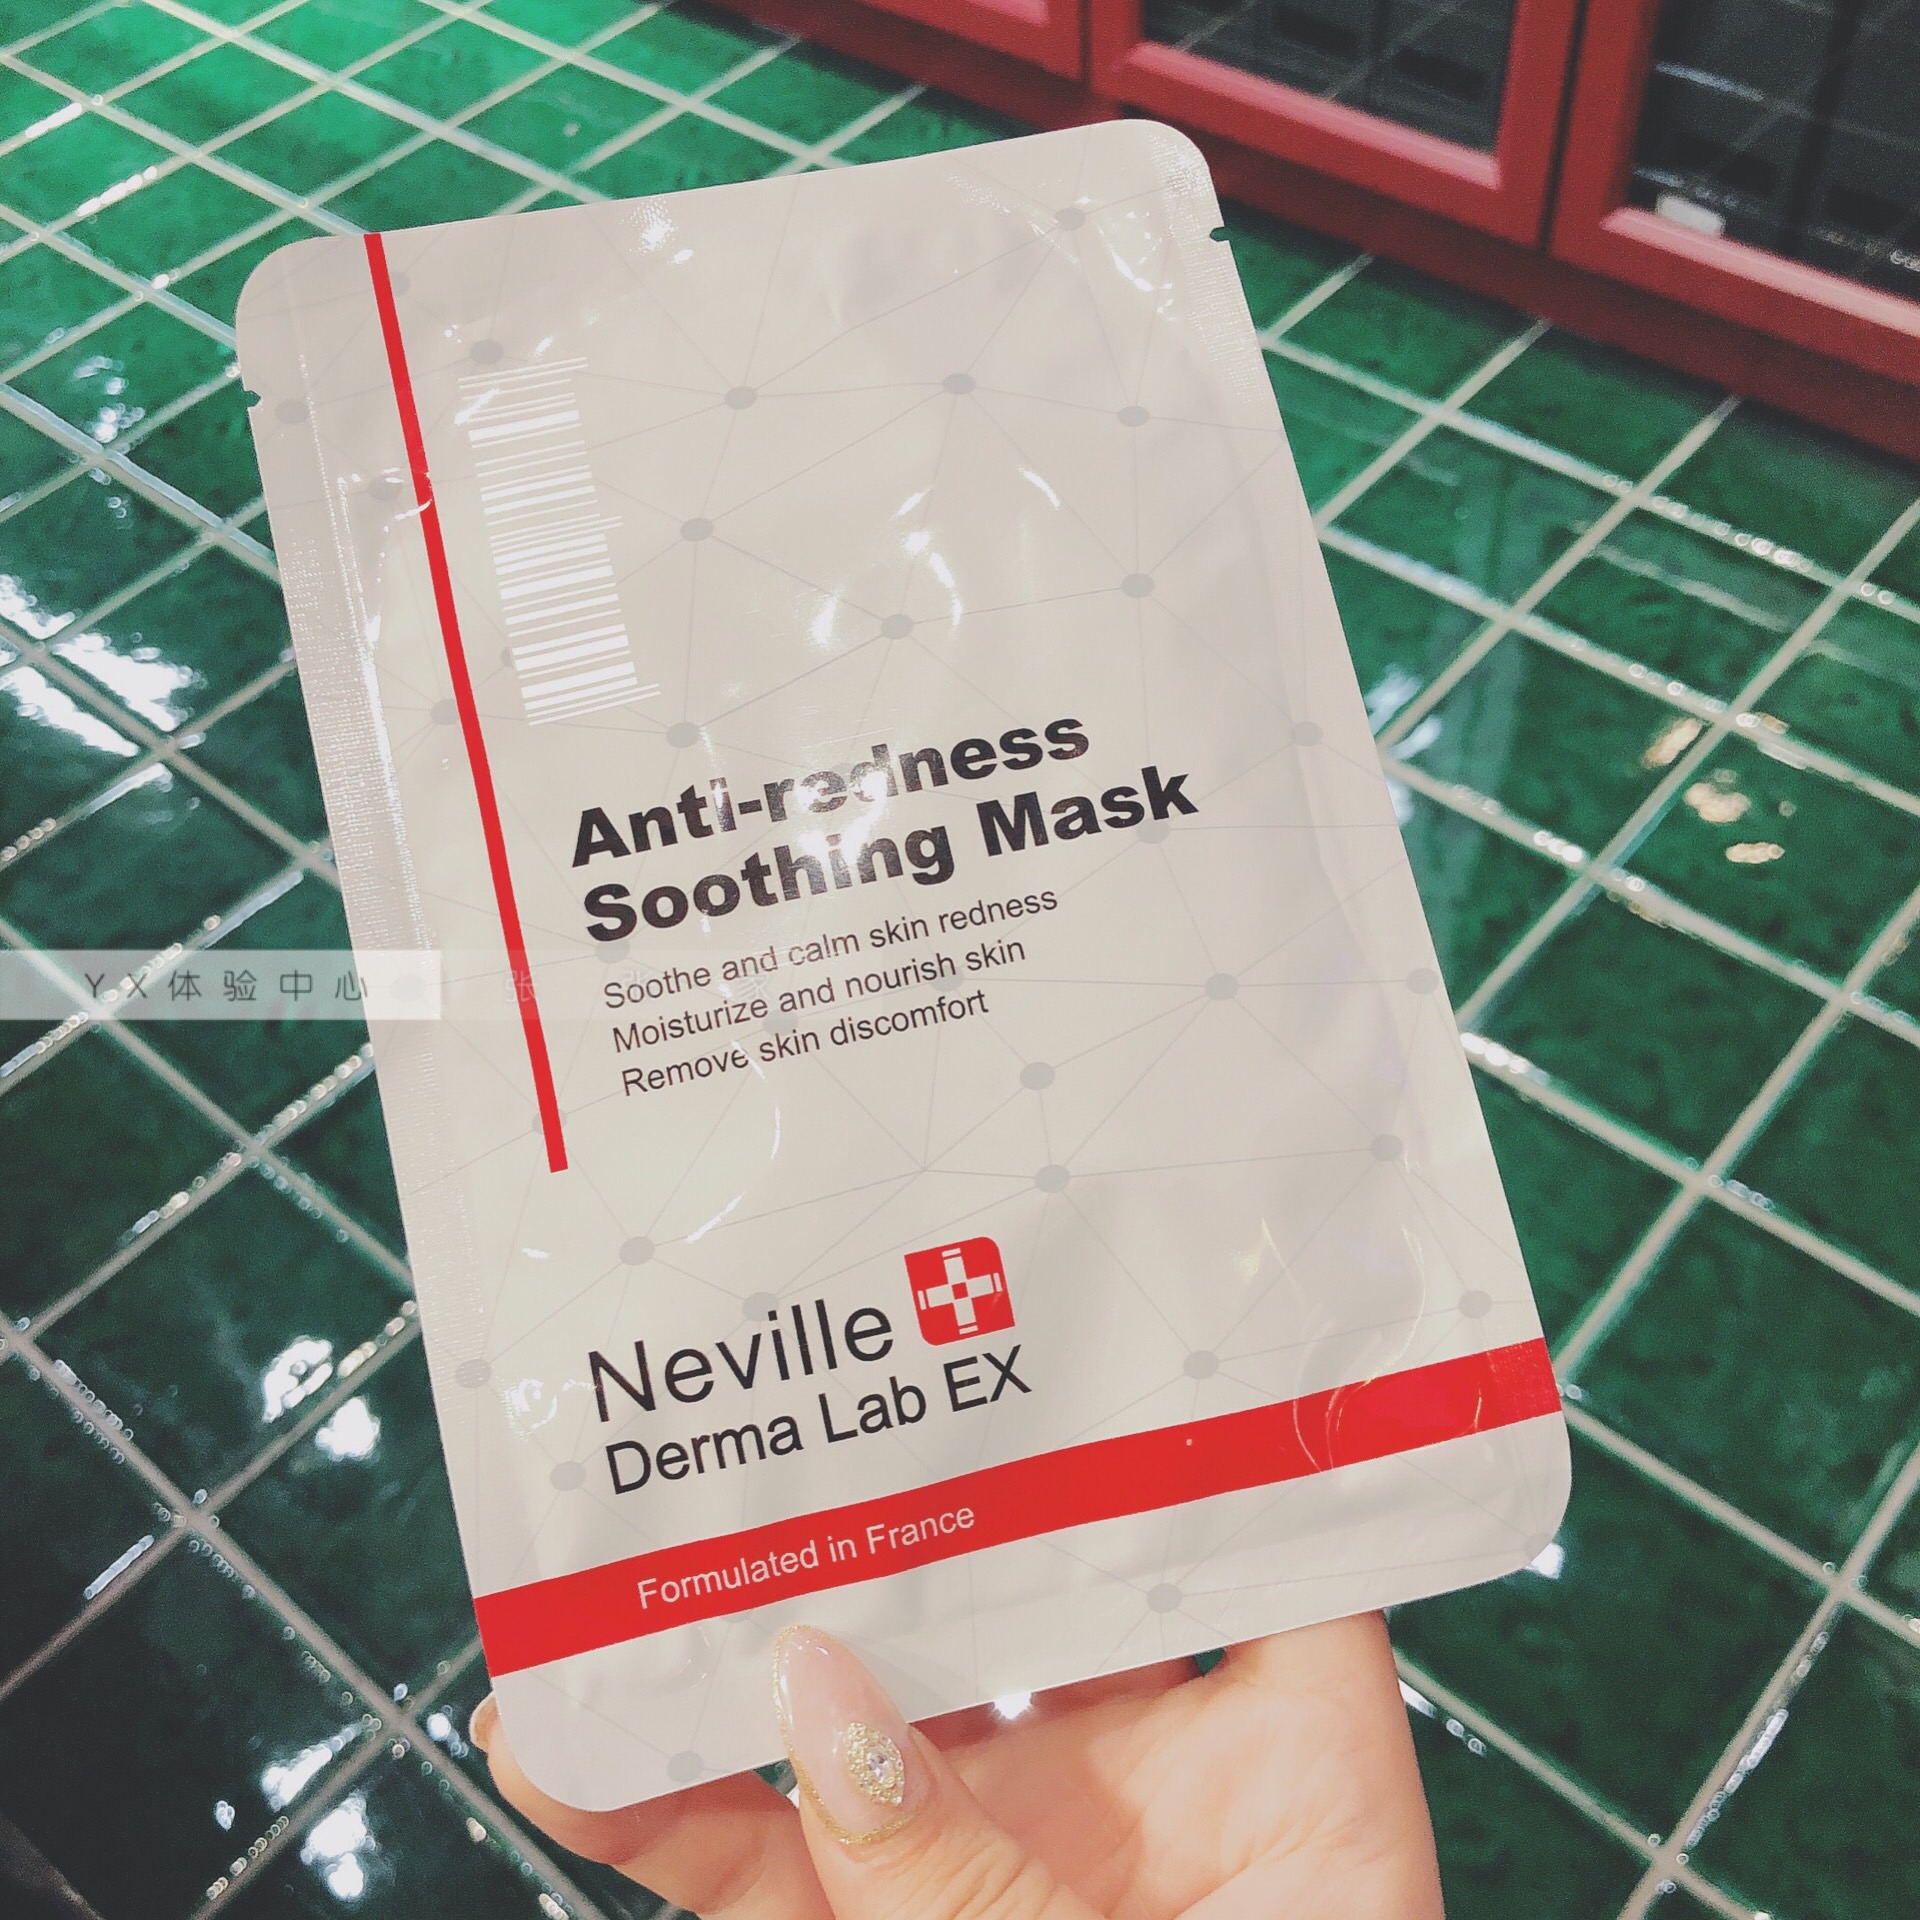 Anti-redness
Soothing Mask
Soothe and calm skin redness
Moisturize and nourish skin
Remove skin discomfort
YX体验中心
Neville
Derma Lab EX
Formulated in France